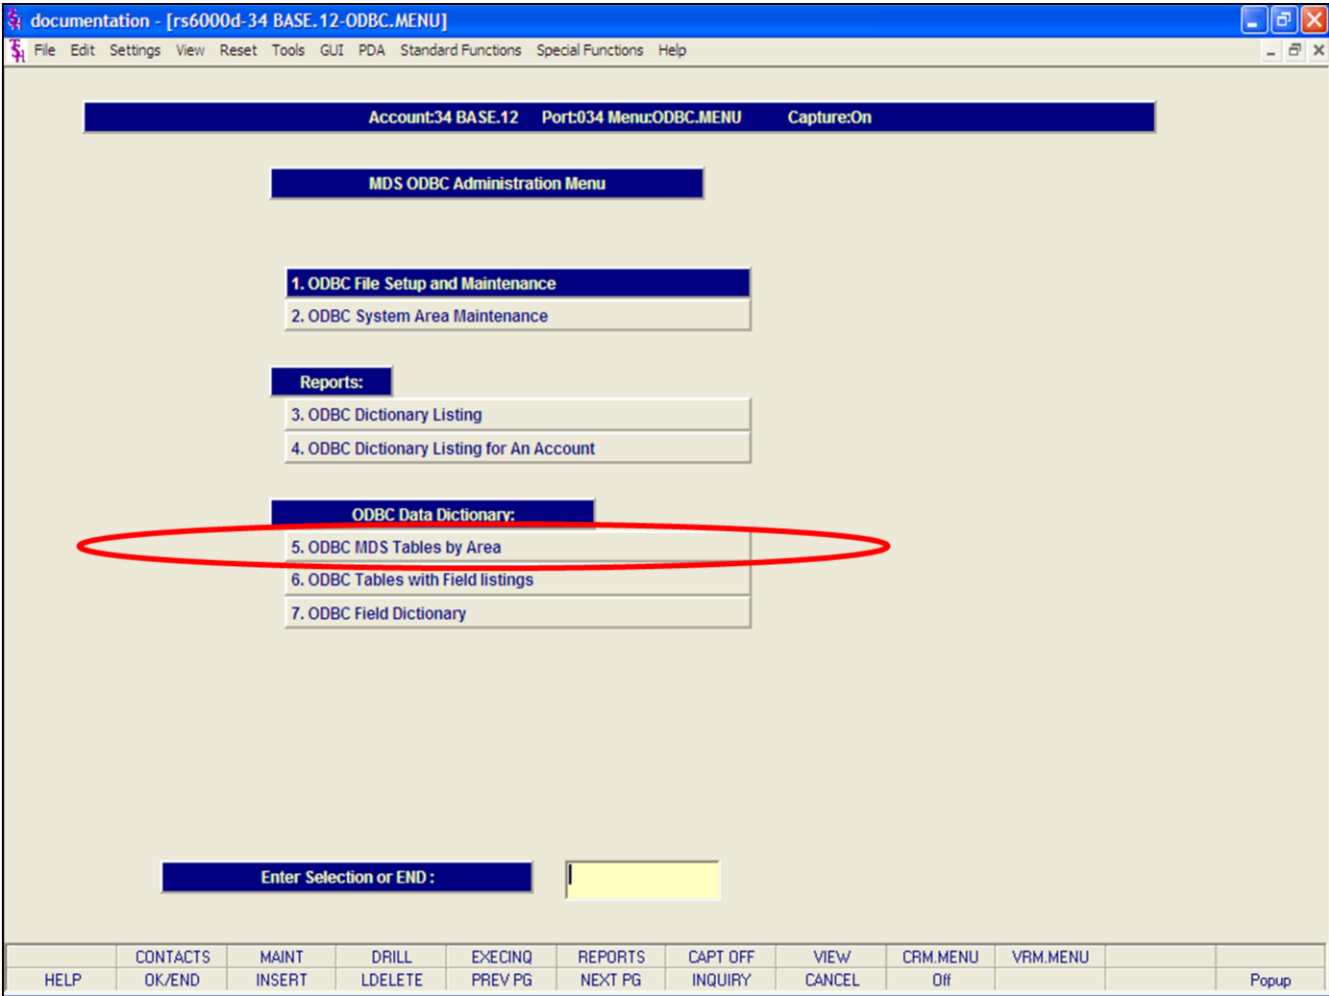 documentation - [rs6000d-34 BASE.12-ODBC.MENU]
File Edit Settings View Reset Tools GUI PDA Standard Functions Special Functions Help
Account:34 BASE.12 Port:034 Menu:ODBC.MENU Capture:On
MDS ODBC Administration Menu
1. ODBC File Setup and Maintenance
2. ODBC System Area Maintenance
Reports:
3. ODBC Dictionary Listing
4. ODBC Dictionary Listing for An Account
ODBC Data Dictionary:
5. ODBC MDS Tables by Area
6. ODBC Tables with Field listings
7. ODBC Field Dictionary
Enter Selection or END :
CONTACTS MAINT DRILL EXECINQ REPORTS CAPT OFF VIEW CRM.MENU VRM.MENU
HELP OK/END INSERT LDELETE PREV PG NEXT PG INQUIRY CANCEL Off Popup